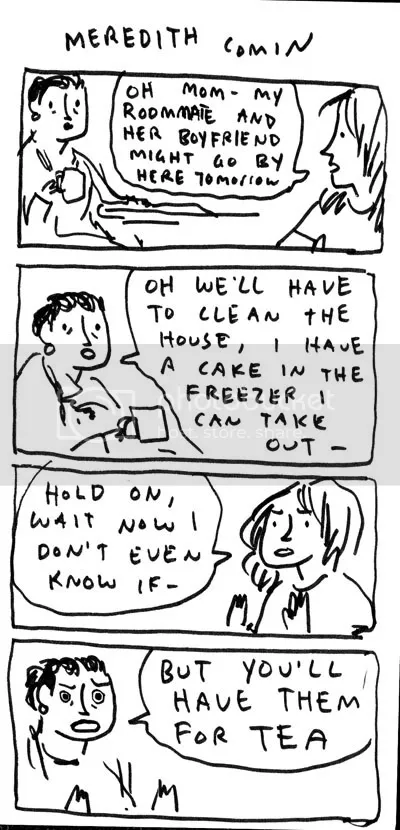 MEREDITH COMIN
OH MOM- MY
ROOMMATE AND
HER BOYFRIEND
MIGHT GO BY
HERE TOMORROW
OH WE'LL HAVE
TO CLEAN THE
HOUSE, I HAVE
A CAKE IN THE
FREEZER
CAN TAKE
OUT -
HOLD ON,
WAIT NOW I
DON'T EVEN
KNOW IF-
BUT YOU'LL
HAVE THEM
FOR TEA